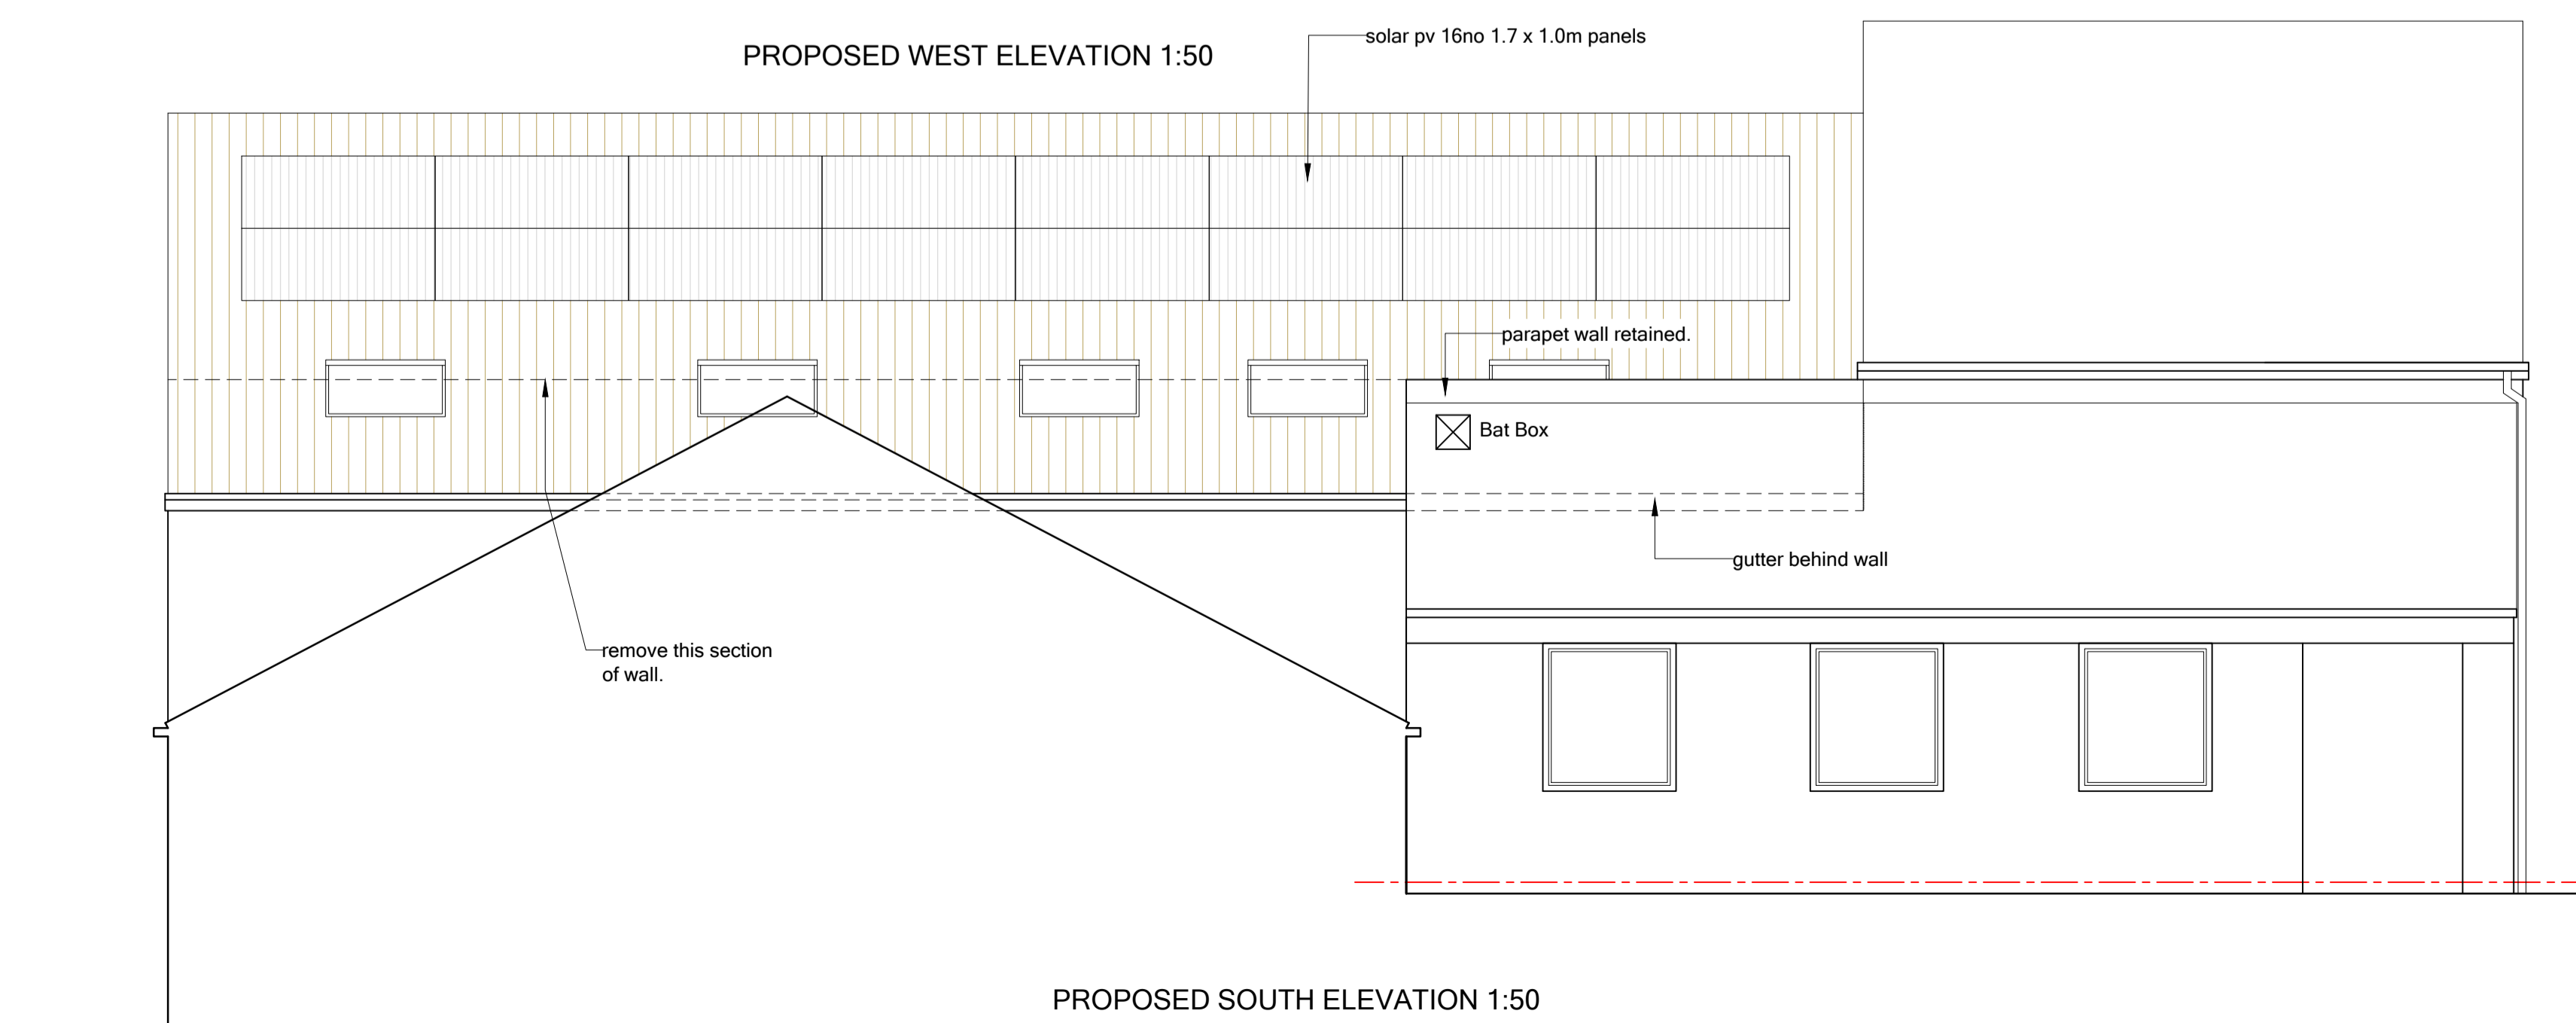 solar pv 16no 1.7 x 1.0m panels
PROPOSED WEST ELEVATION 1:50
parapet wall retained.
Bat Box
gutter behind wall
remove this section
of wall.
PROPOSED SOUTH ELEVATION 1:50